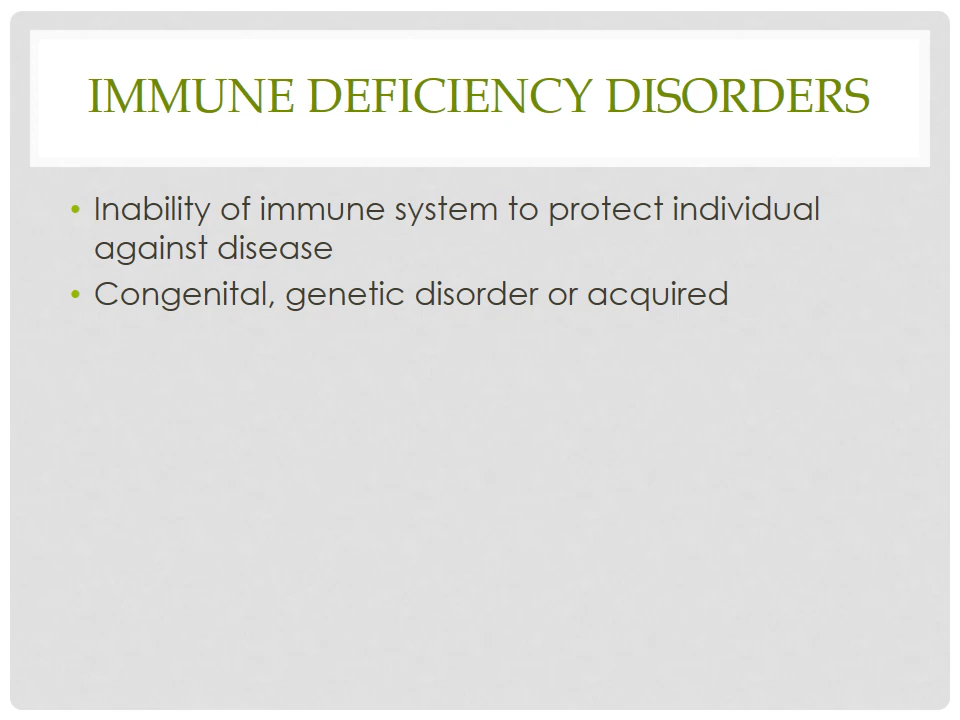 IMMUNE DEFICIENCY DISORDERS
• Inability of immune system to protect individual
against disease
• Congenital, genetic disorder or acquired